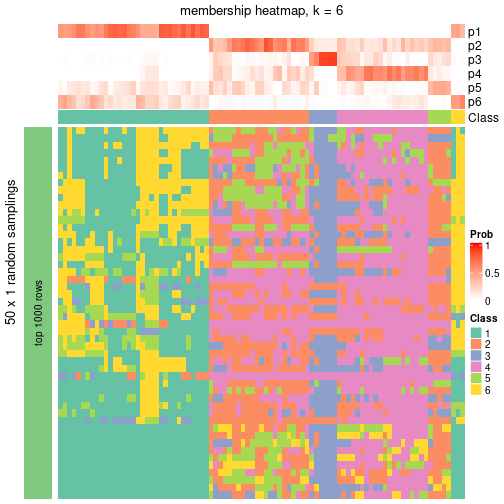 membership heatmap, k = 6
p1
p2
p3
p4
p5
p6
Class
50 x 1 random samplings
top 1000 rows
Prob
1
0.5
0
Class
1
2
3
4
5
6